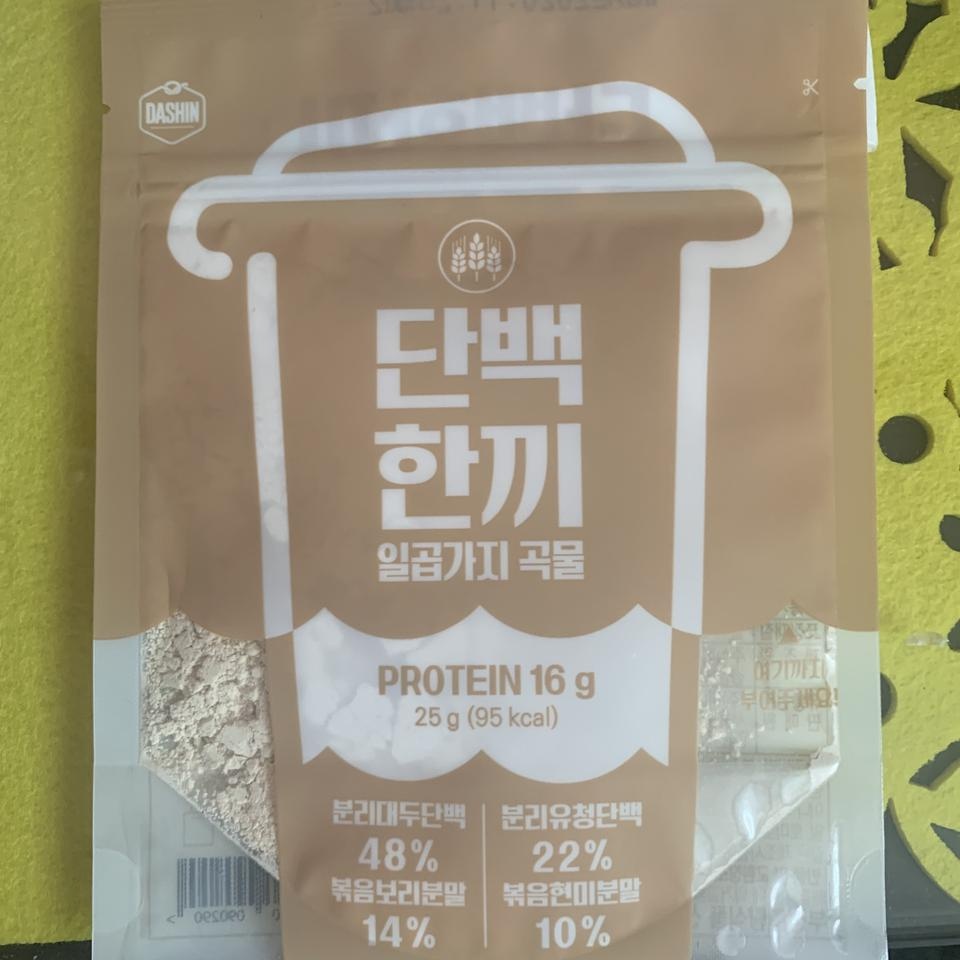 DASHIN
단백
한끼
일곱가지 곡물
PROTEIN 16 g
25 g (95 kcal)
분리대두단백
48%
분리유청단백
22%
볶음보리분말
14%
볶음현미분말
10%